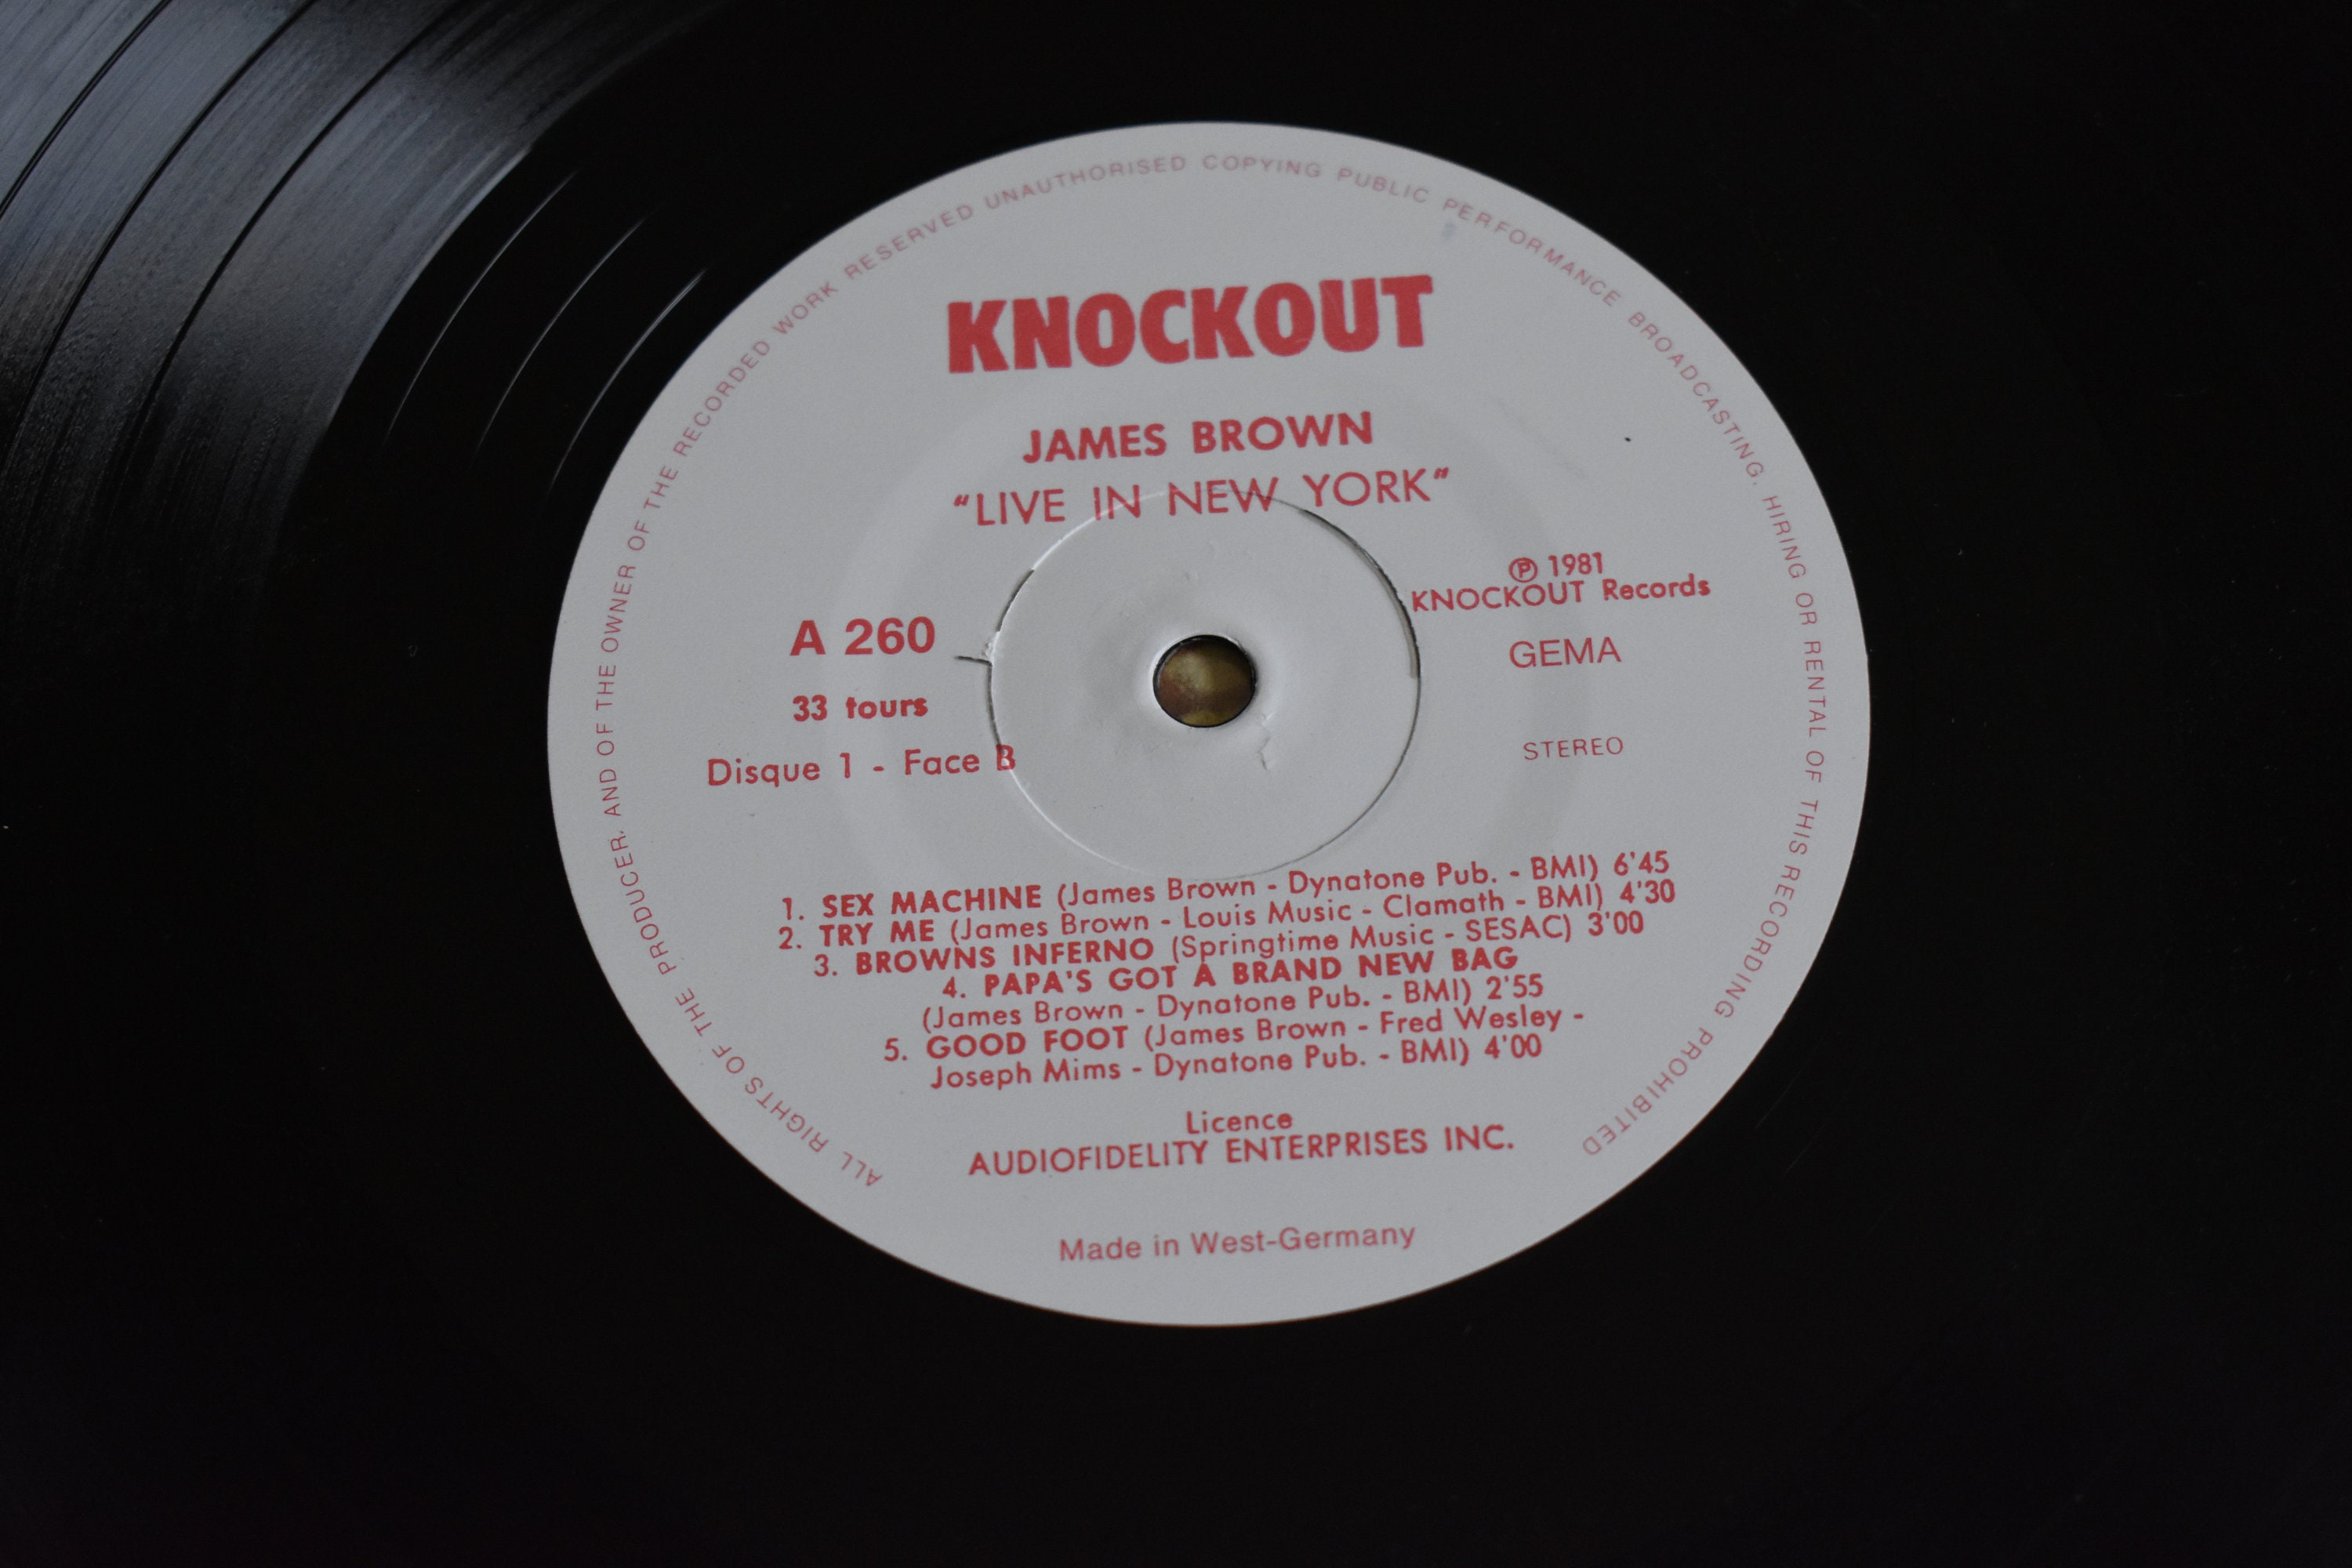 ALL RIGHTS OF THE PRODUCER, AND OF THE OWNER OF THE RECORDED WORK RESERVED UNAUTHORISED COPYING PUBLIC PERFORMANCE BROADCASTING, HIRING OR RENTAL OF THIS RECORDING PROHIBITED
KNOCKOUT
JAMES BROWN
“LIVE IN NEW YORK”
Ⓟ 1981
KNOCKOUT Records
A 260
GEMA
33 tours
STEREO
Disque 1 - Face B
1. SEX MACHINE (James Brown - Dynatone Pub. - BMI) 6'45
2. TRY ME (James Brown - Louis Music - Clamath - BMI) 4'30
3. BROWNS INFERNO (Springtime Music - SESAC) 3'00
4. PAPA'S GOT A BRAND NEW BAG
(James Brown - Dynatone Pub. - BMI) 2'55
5. GOOD FOOT (James Brown - Fred Wesley -
Joseph Mims - Dynatone Pub. - BMI) 4'00
Licence
AUDIOFIDELITY ENTERPRISES INC.
Made in West-Germany